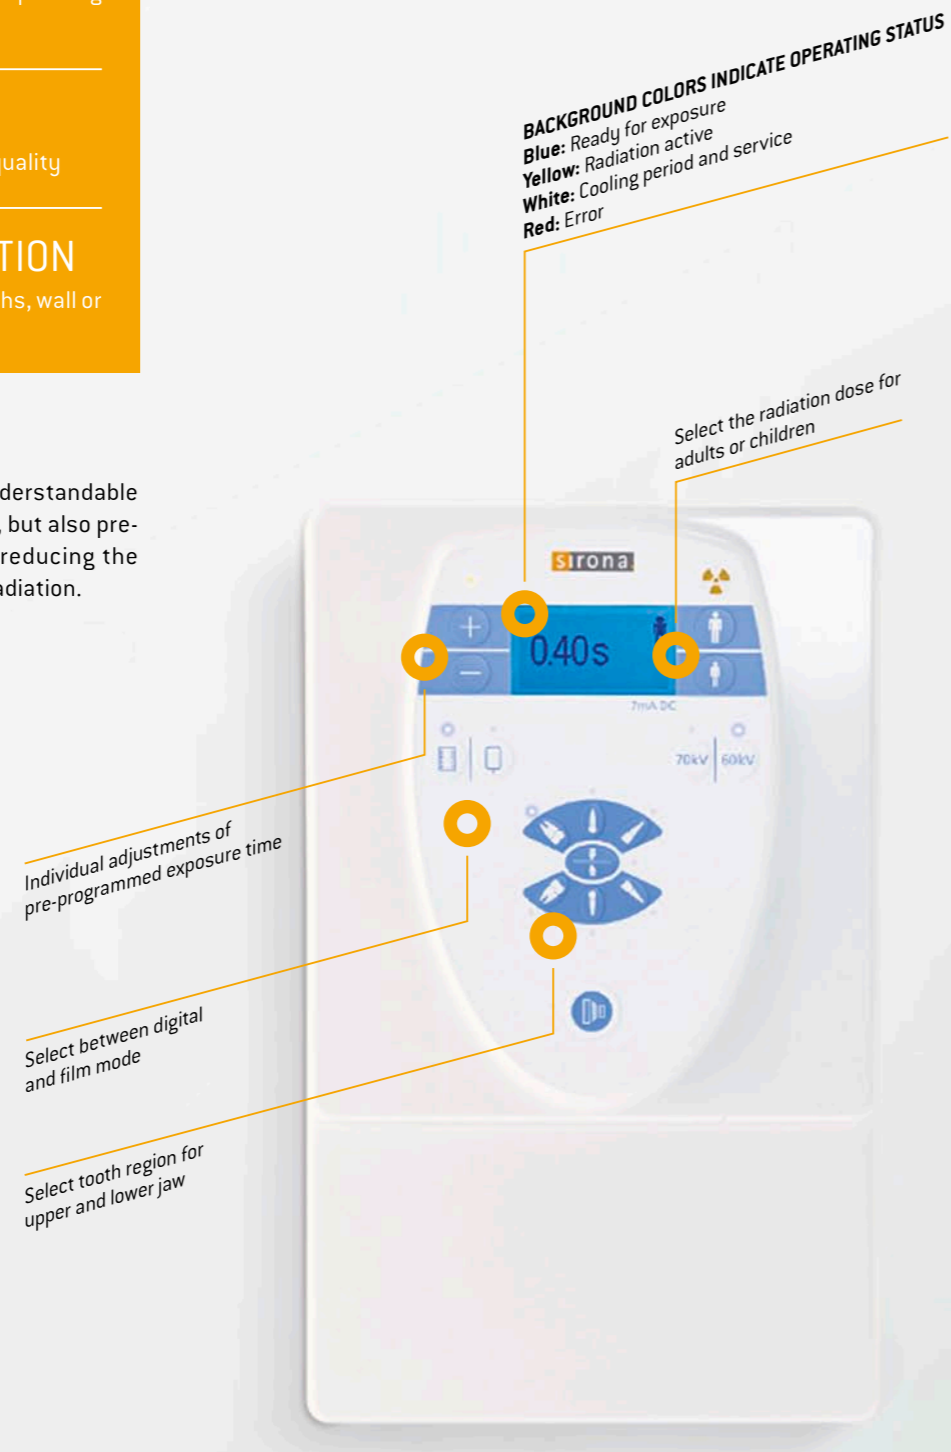 quality
TION
hs, wall or
derstandable
, but also pre-
reducing the
adiation.
BACKGROUND COLORS INDICATE OPERATING STATUS
Blue: Ready for exposure
Yellow: Radiation active
White: Cooling period and service
Red: Error
Select the radiation dose for
adults or children
sirona.
+
0.40s
−
7mA DC
70kV 60kV
Individual adjustments of
pre-programmed exposure time
Select between digital
and film mode
Select tooth region for
upper and lower jaw